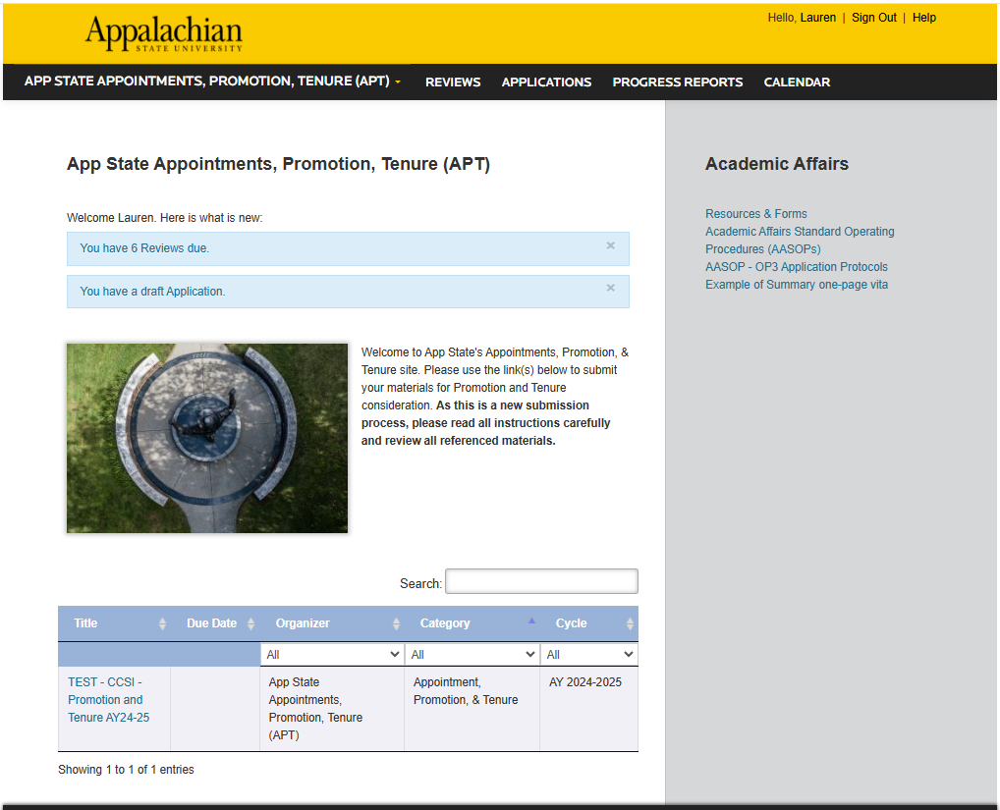 Appalachian
STATE UNIVERSITY
Hello, Lauren | Sign Out | Help
APP STATE APPOINTMENTS, PROMOTION, TENURE (APT) REVIEWS APPLICATIONS PROGRESS REPORTS CALENDAR
App State Appointments, Promotion, Tenure (APT)
Welcome Lauren. Here is what is new:
You have 6 Reviews due. ×
You have a draft Application. ×
Welcome to App State's Appointments, Promotion, &
Tenure site. Please use the link(s) below to submit
your materials for Promotion and Tenure
consideration. As this is a new submission
process, please read all instructions carefully
and review all referenced materials.
Search:
Title Due Date Organizer Category Cycle
All All All
TEST - CCSI -
Promotion and
Tenure AY24-25
App State
Appointments,
Promotion, Tenure
(APT)
Appointment,
Promotion, & Tenure
AY 2024-2025
Showing 1 to 1 of 1 entries
Academic Affairs
Resources & Forms
Academic Affairs Standard Operating
Procedures (AASOPs)
AASOP - OP3 Application Protocols
Example of Summary one-page vita